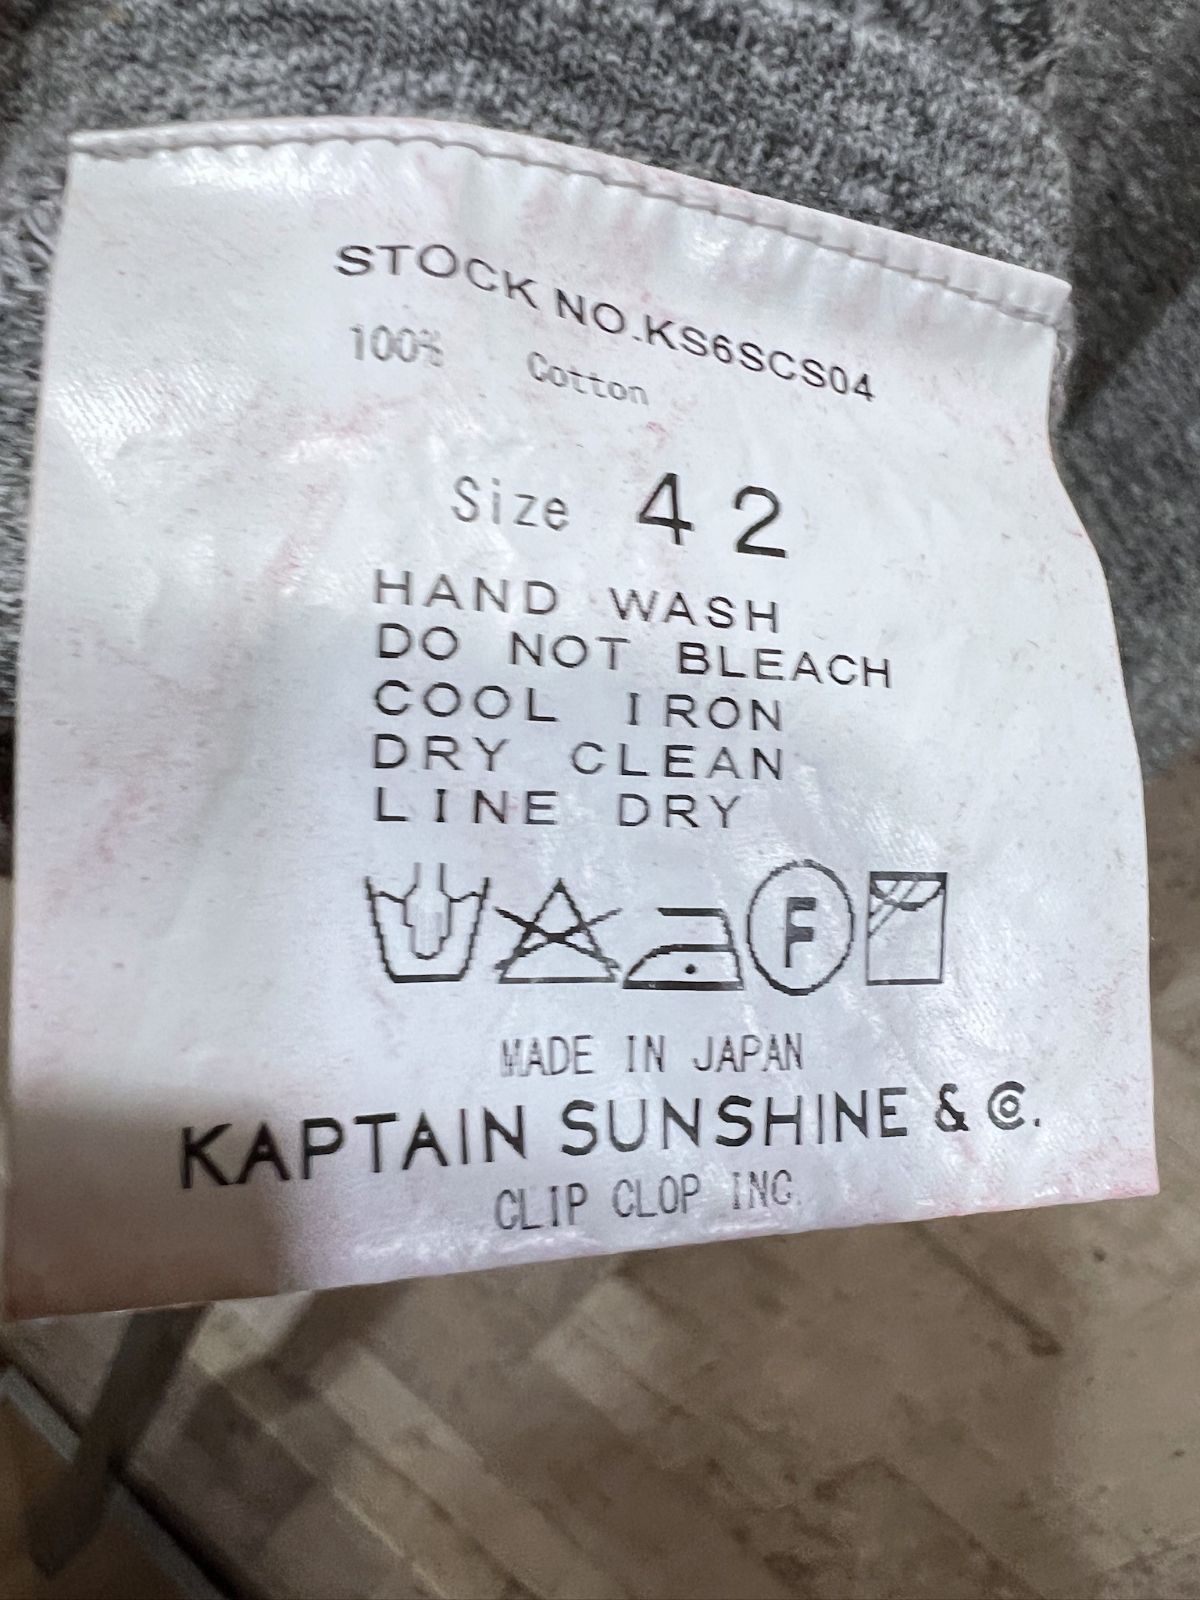 STOCK NO.KS6SCS04
100% Cotton
Size 42
HAND WASH
DO NOT BLEACH
COOL IRON
DRY CLEAN
LINE DRY
F
MADE IN JAPAN
KAPTAIN SUNSHINE & Co.
CLIP CLOP INC.